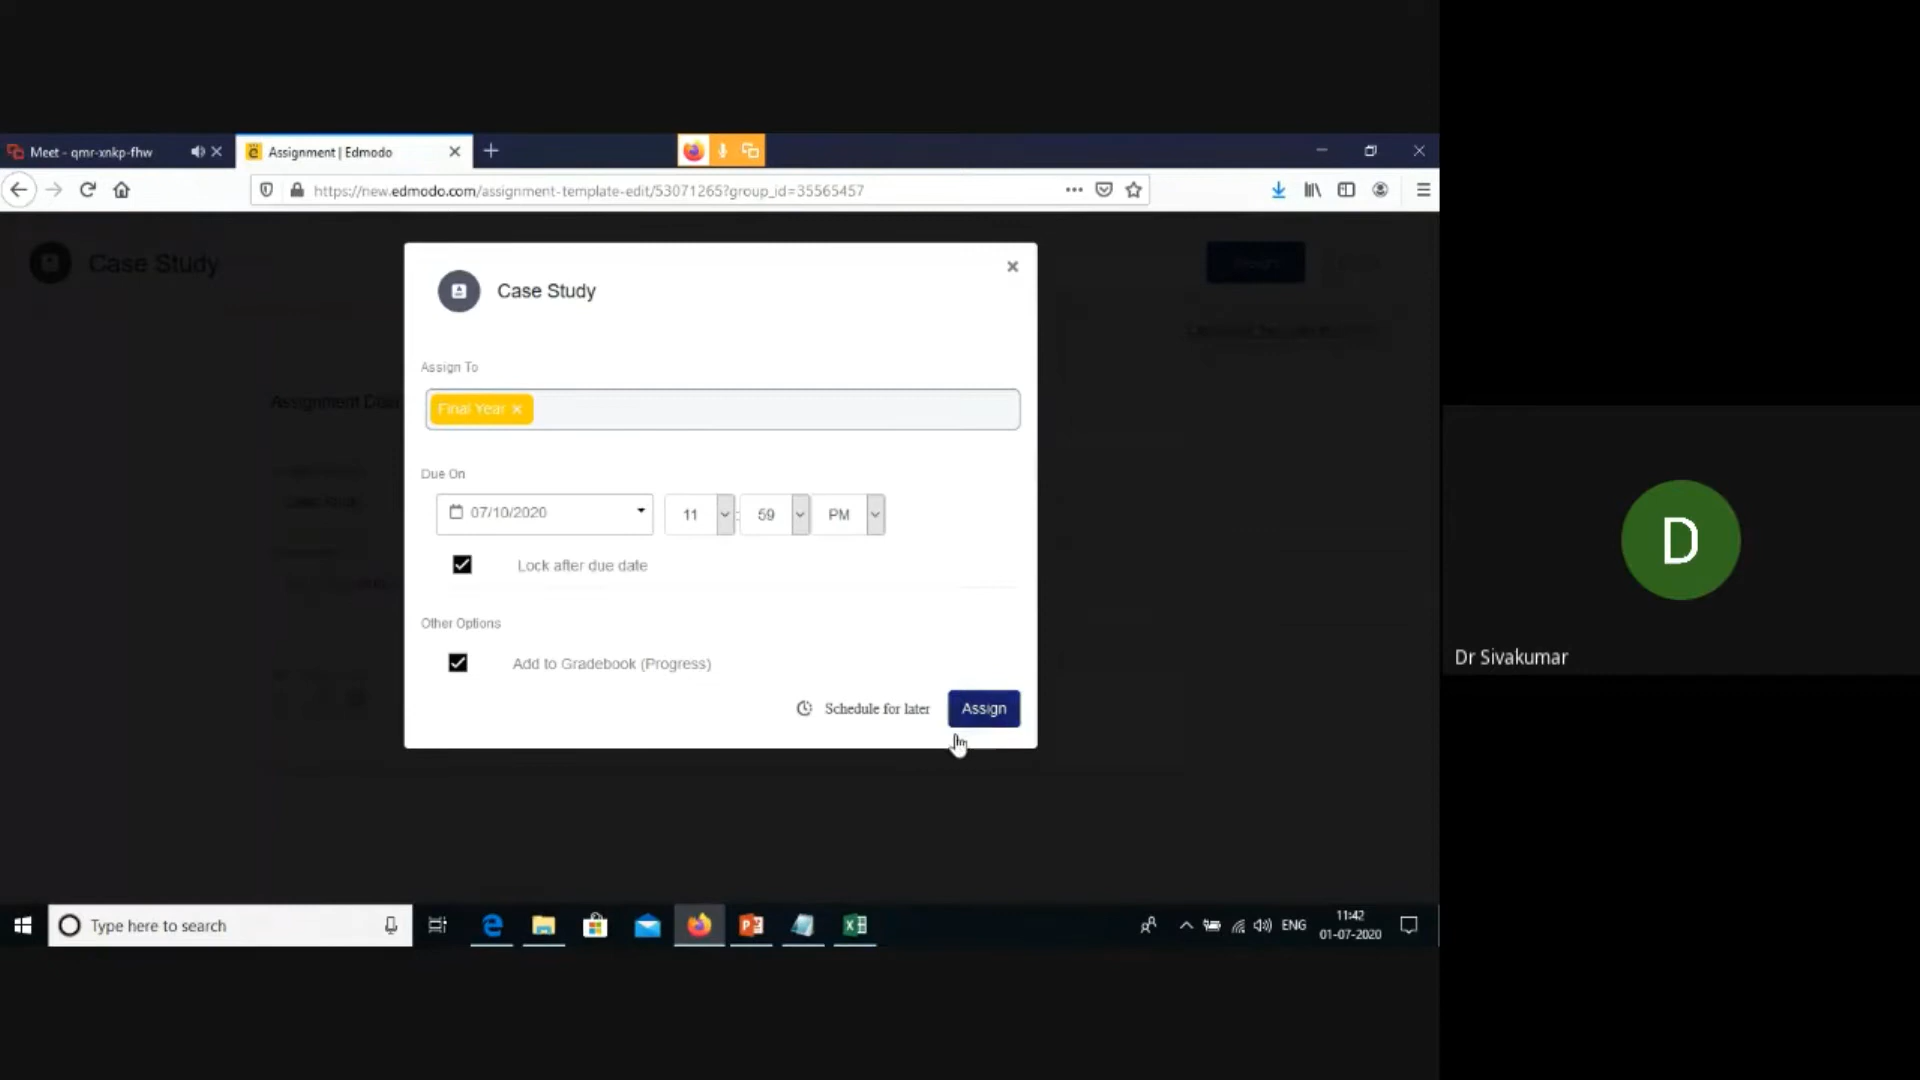 Meet - qmr-xnkp-fhw
Assignment | Edmodo
https://new.edmodo.com/assignment-template-edit/53071265?group_id=35565457
Case Study
Case Study
Assign To
Final Year ×
Due On
07/10/2020
11 : 59 PM
Lock after due date
Other Options
Add to Gradebook (Progress)
Schedule for later
Assign
D
Dr Sivakumar
Type here to search
ENG
11:42
01-07-2020